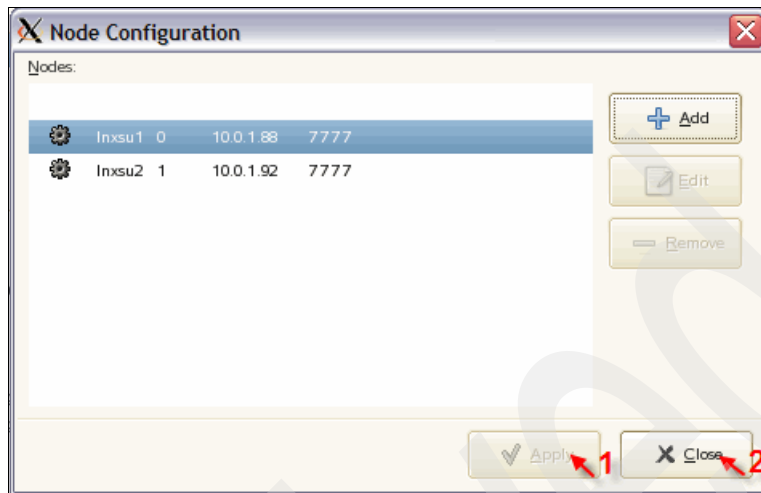 Node Configuration
Nodes:
lnxsu1 0 10.0.1.88 7777
lnxsu2 1 10.0.1.92 7777
Add
Edit
Remove
Apply 1
Close 2